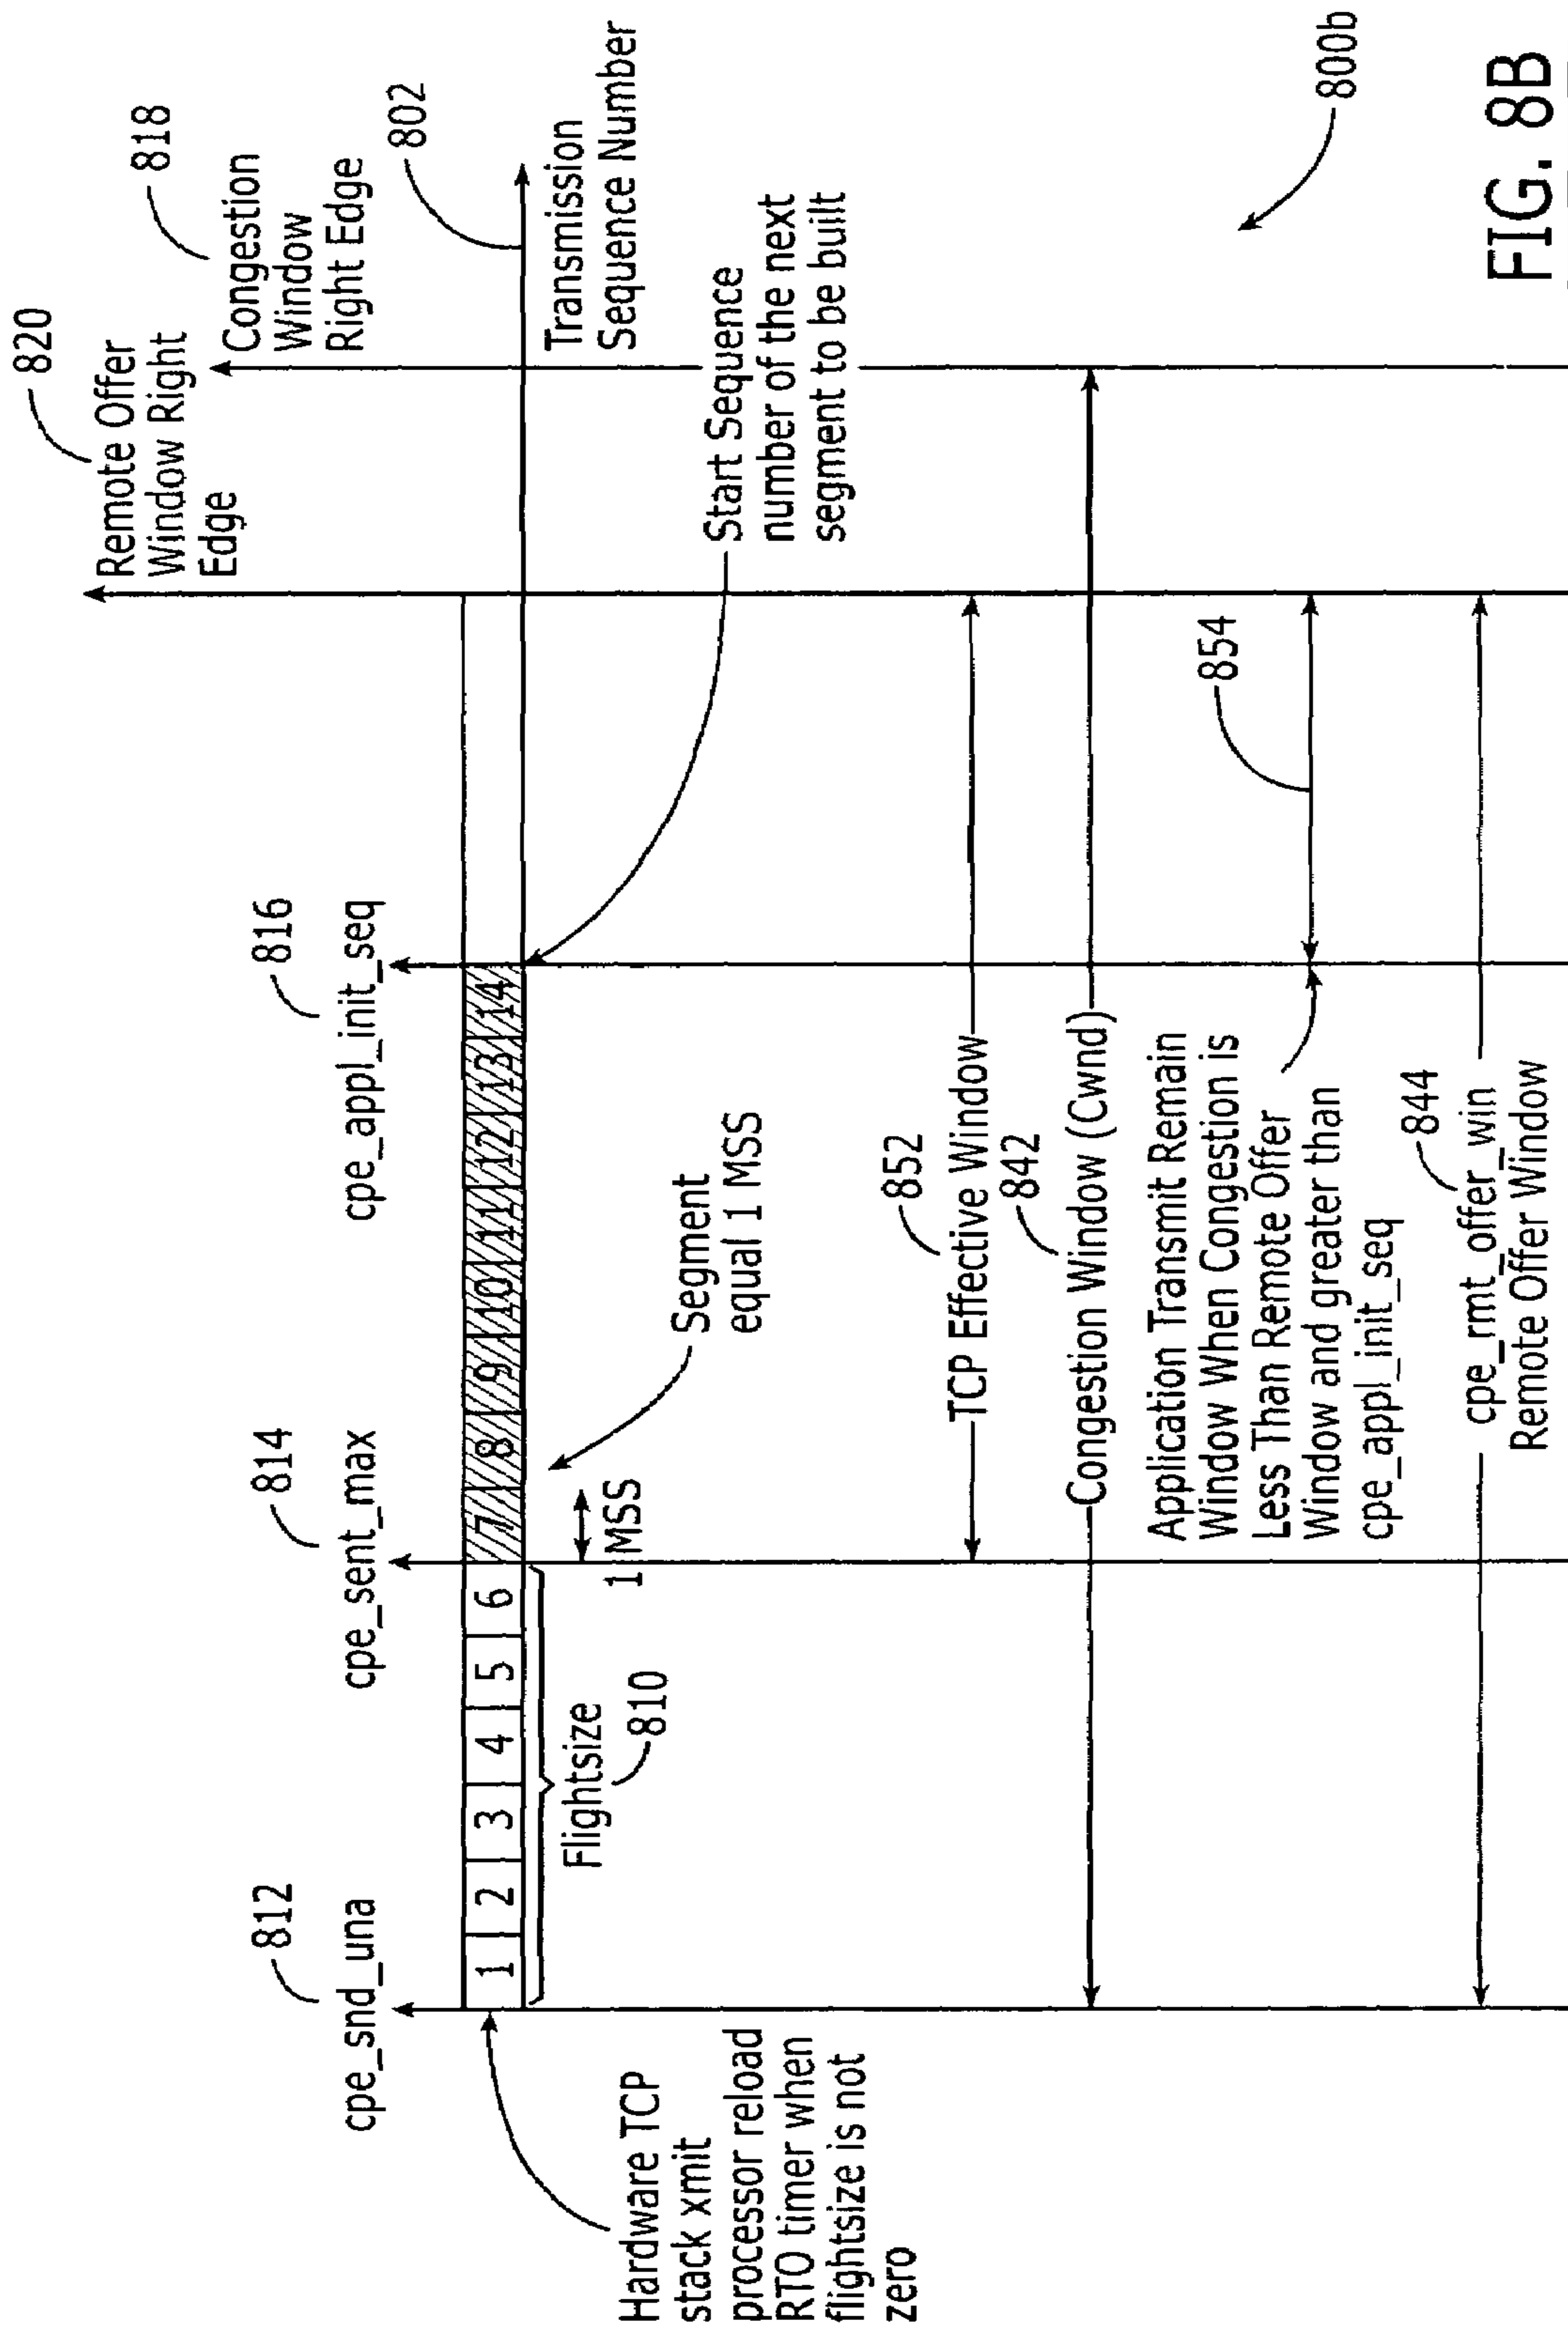 820
Remote Offer
Window Right
Edge
818
Congestion
Window
Right Edge
812
cpe_snd_una
814
cpe_sent_max
816
cpe_appl_init_seq
802
Transmission
Sequence Number
1 2 3 4 5 6 7 8 9 10 11 12 13 14
Hardware TCP
stack xmit
processor reload
RTO timer when
flightsize is not
zero
Flightsize
810
1 MSS
Segment
equal 1 MSS
Start Sequence
number of the next
segment to be built
852
TCP Effective Window
842
Congestion Window (Cwnd)
Application Transmit Remain
Window When Congestion is
Less Than Remote Offer
Window and greater than
cpe_appl_init_seq
854
844
cpe_rmt_offer_win
Remote Offer Window
800b
FIG. 8B